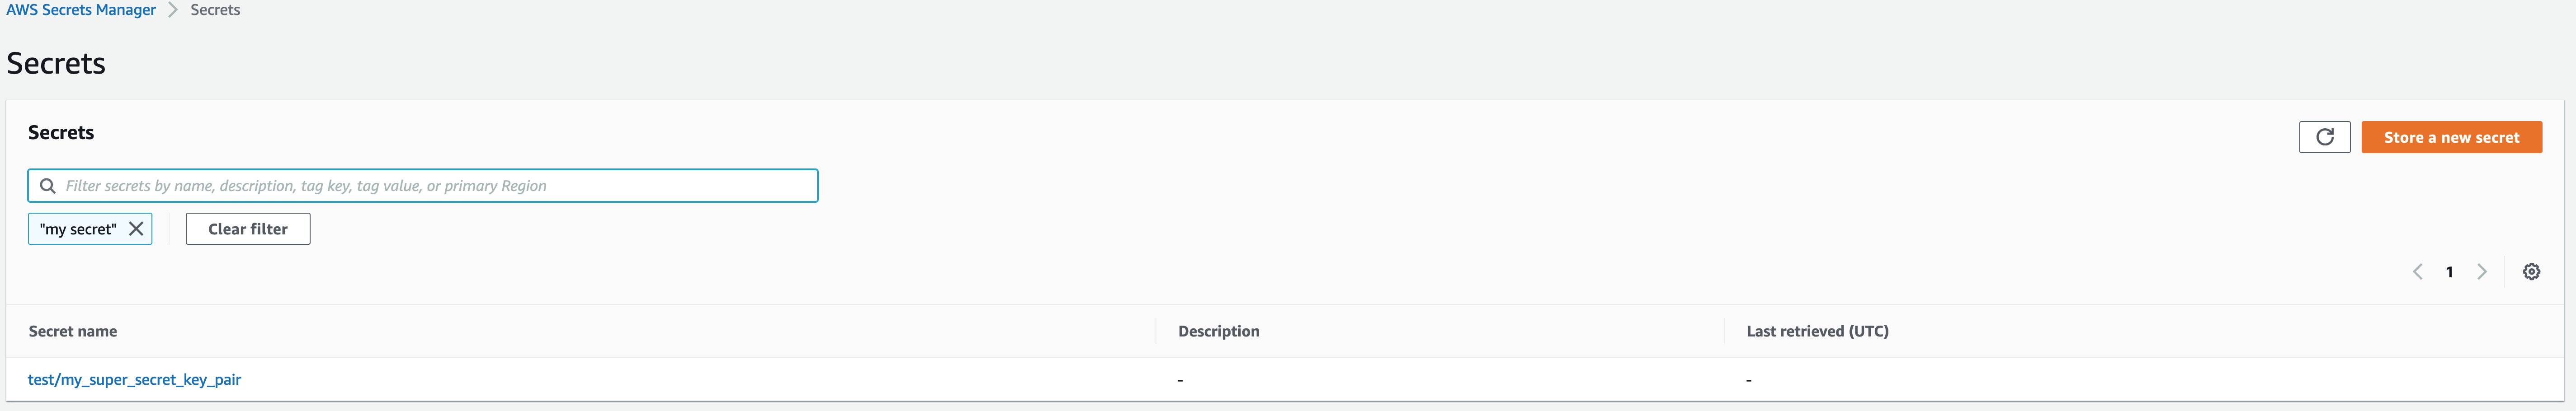 AWS Secrets Manager > Secrets
Secrets
Secrets
Store a new secret
Filter secrets by name, description, tag key, tag value, or primary Region
"my secret"
Clear filter
1
Secret name Description Last retrieved (UTC)
test/my_super_secret_key_pair - -